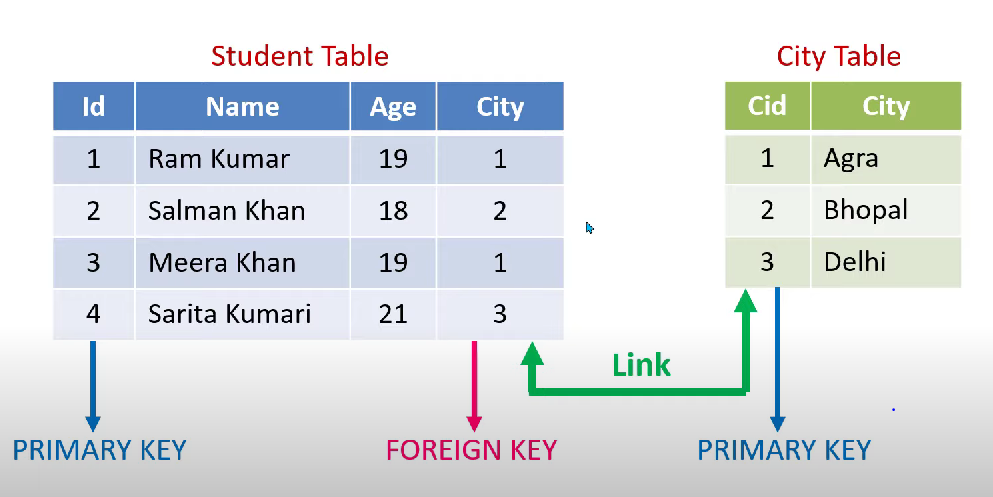 Student Table
City Table
Id Name Age City
Cid City
1 Ram Kumar 19 1
1 Agra
2 Salman Khan 18 2
2 Bhopal
3 Meera Khan 19 1
3 Delhi
4 Sarita Kumari 21 3
Link
PRIMARY KEY
FOREIGN KEY
PRIMARY KEY